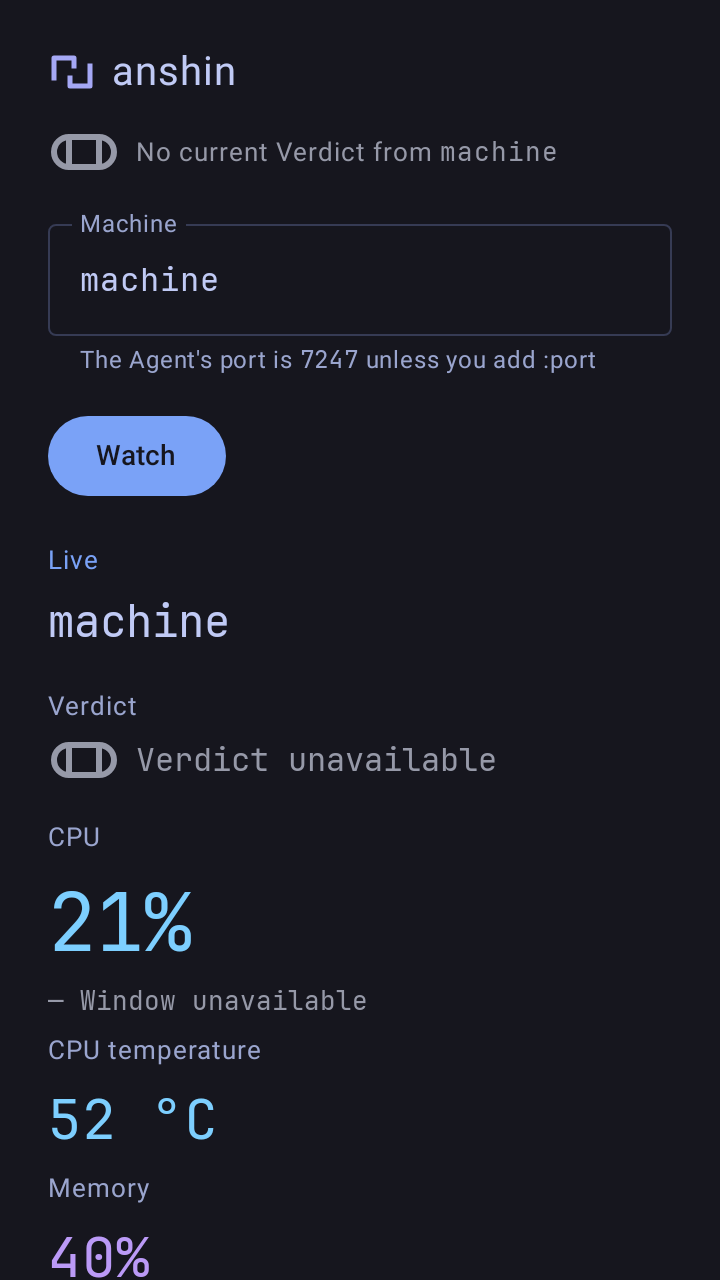 anshin
No current Verdict from machine
Machine
machine
The Agent's port is 7247 unless you add :port
Watch
Live
machine
Verdict
Verdict unavailable
CPU
21%
— Window unavailable
CPU temperature
52 °C
Memory
40%